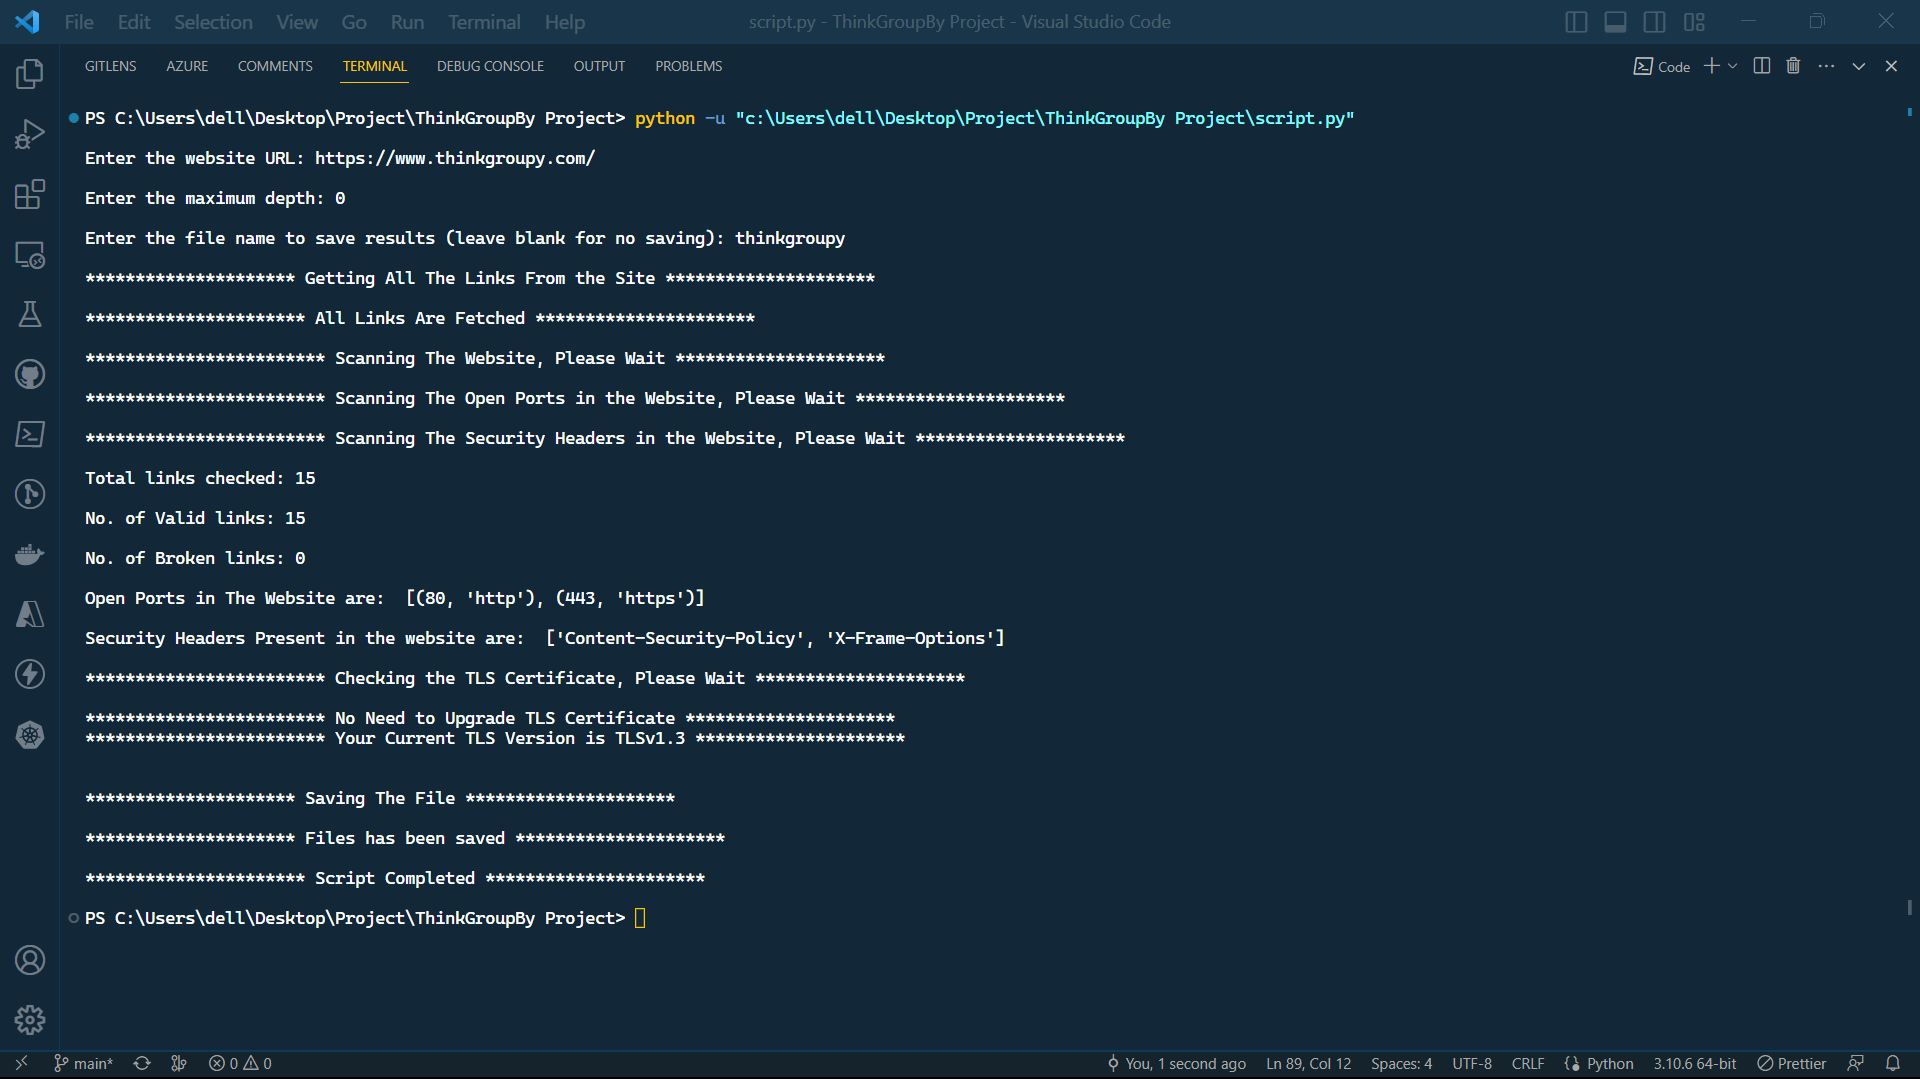 File Edit Selection View Go Run Terminal Help script.py - ThinkGroupBy Project - Visual Studio Code
GITLENS AZURE COMMENTS TERMINAL DEBUG CONSOLE OUTPUT PROBLEMS Code
PS C:\Users\dell\Desktop\Project\ThinkGroupBy Project> python -u "c:\Users\dell\Desktop\Project\ThinkGroupBy Project\script.py"
Enter the website URL: https://www.thinkgroupy.com/
Enter the maximum depth: 0
Enter the file name to save results (leave blank for no saving): thinkgroupy
********************* Getting All The Links From the Site *********************
********************** All Links Are Fetched **********************
************************ Scanning The Website, Please Wait *********************
************************ Scanning The Open Ports in the Website, Please Wait *********************
************************ Scanning The Security Headers in the Website, Please Wait *********************
Total links checked: 15
No. of Valid links: 15
No. of Broken links: 0
Open Ports in The Website are:  [(80, 'http'), (443, 'https')]
Security Headers Present in the website are:  ['Content-Security-Policy', 'X-Frame-Options']
************************ Checking the TLS Certificate, Please Wait *********************
************************ No Need to Upgrade TLS Certificate *********************
************************ Your Current TLS Version is TLSv1.3 *********************
********************* Saving The File *********************
********************* Files has been saved *********************
********************** Script Completed **********************
PS C:\Users\dell\Desktop\Project\ThinkGroupBy Project>
main* 0 0 You, 1 second ago Ln 89, Col 12 Spaces: 4 UTF-8 CRLF Python 3.10.6 64-bit Prettier